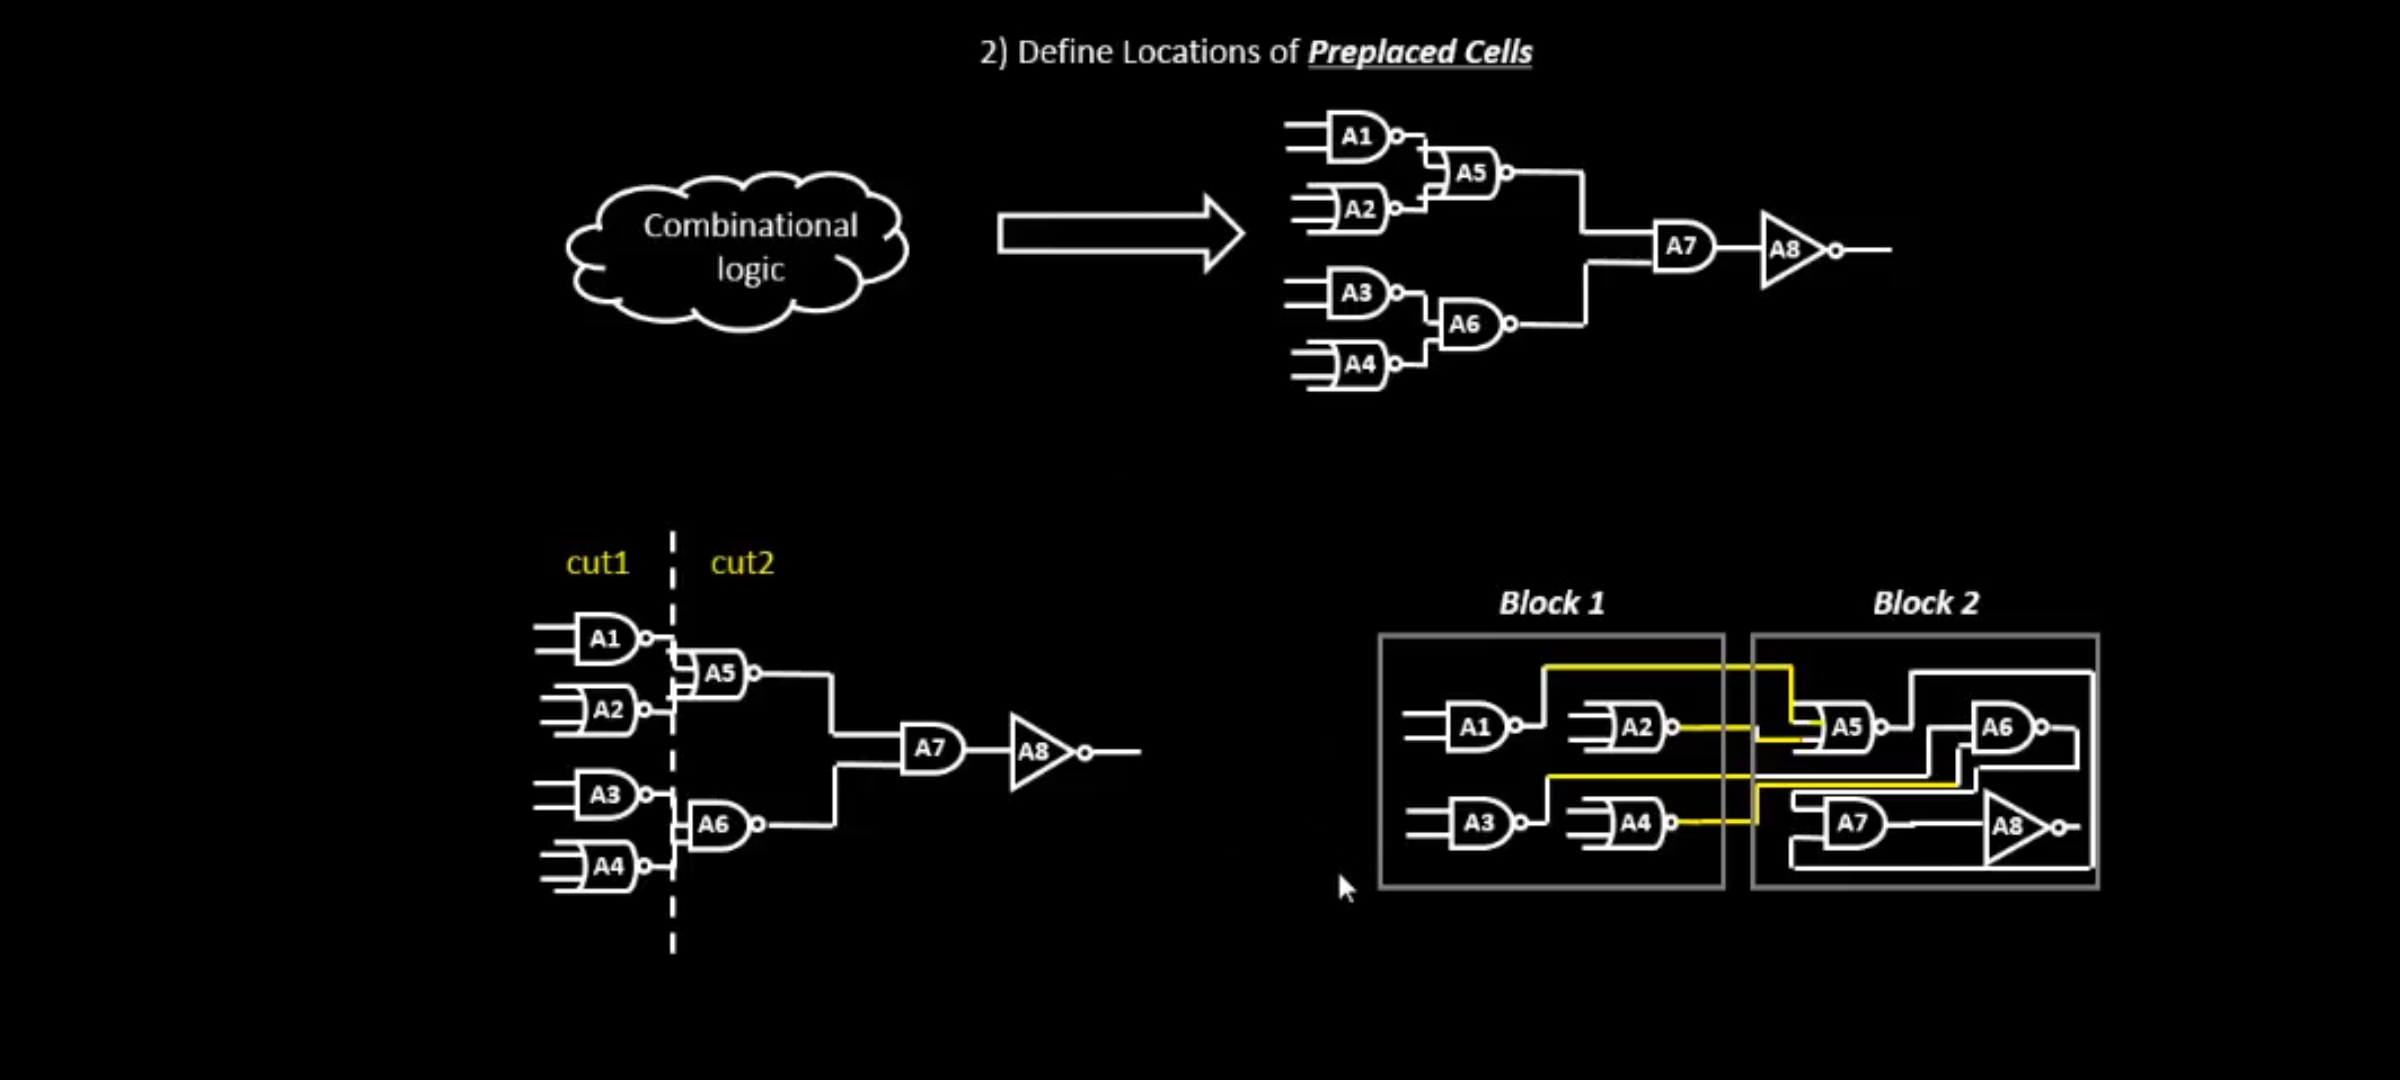 2) Define Locations of Preplaced Cells
Combinational
logic
A1
A2
A3
A4
A5
A6
A7
A8
cut1
cut2
A1
A2
A3
A4
A5
A6
A7
A8
Block 1
A1
A2
A3
A4
Block 2
A5
A6
A7
A8